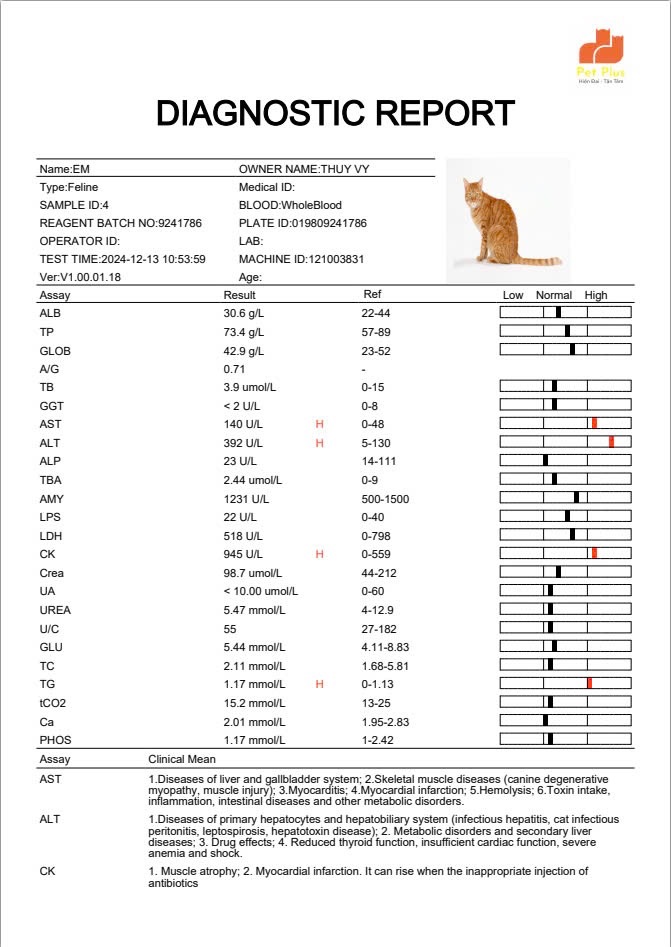 Pet Plus
Hiện Đại - Tận Tâm
DIAGNOSTIC REPORT
Name:EM OWNER NAME:THUY VY
Type:Feline Medical ID:
SAMPLE ID:4 BLOOD:WholeBlood
REAGENT BATCH NO:9241786 PLATE ID:019809241786
OPERATOR ID: LAB:
TEST TIME:2024-12-13 10:53:59 MACHINE ID:121003831
Ver:V1.00.01.18 Age:
Assay Result Ref Low Normal High
ALB 30.6 g/L 22-44
TP 73.4 g/L 57-89
GLOB 42.9 g/L 23-52
A/G 0.71 -
TB 3.9 umol/L 0-15
GGT < 2 U/L 0-8
AST 140 U/L H 0-48
ALT 392 U/L H 5-130
ALP 23 U/L 14-111
TBA 2.44 umol/L 0-9
AMY 1231 U/L 500-1500
LPS 22 U/L 0-40
LDH 518 U/L 0-798
CK 945 U/L H 0-559
Crea 98.7 umol/L 44-212
UA < 10.00 umol/L 0-60
UREA 5.47 mmol/L 4-12.9
U/C 55 27-182
GLU 5.44 mmol/L 4.11-8.83
TC 2.11 mmol/L 1.68-5.81
TG 1.17 mmol/L H 0-1.13
tCO2 15.2 mmol/L 13-25
Ca 2.01 mmol/L 1.95-2.83
PHOS 1.17 mmol/L 1-2.42
Assay Clinical Mean
AST 1.Diseases of liver and gallbladder system; 2.Skeletal muscle diseases (canine degenerative
myopathy, muscle injury); 3.Myocarditis; 4.Myocardial infarction; 5.Hemolysis; 6.Toxin intake,
inflammation, intestinal diseases and other metabolic disorders.
ALT 1.Diseases of primary hepatocytes and hepatobiliary system (infectious hepatitis, cat infectious
peritonitis, leptospirosis, hepatotoxin disease); 2. Metabolic disorders and secondary liver
diseases; 3. Drug effects; 4. Reduced thyroid function, insufficient cardiac function, severe
anemia and shock.
CK 1. Muscle atrophy; 2. Myocardial infarction. It can rise when the inappropriate injection of
antibiotics